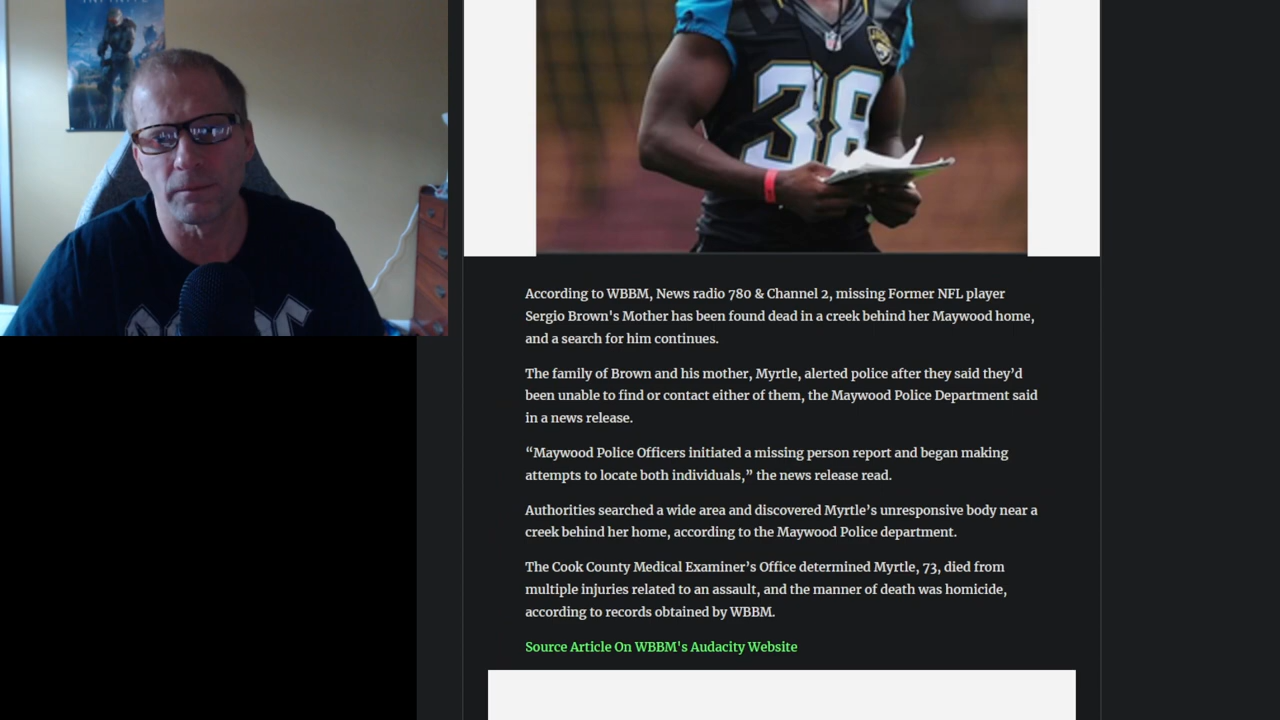 INFINITE
38
According to WBBM, News radio 780 & Channel 2, missing Former NFL player
Sergio Brown's Mother has been found dead in a creek behind her Maywood home,
and a search for him continues.
The family of Brown and his mother, Myrtle, alerted police after they said they’d
been unable to find or contact either of them, the Maywood Police Department said
in a news release.
“Maywood Police Officers initiated a missing person report and began making
attempts to locate both individuals,” the news release read.
Authorities searched a wide area and discovered Myrtle’s unresponsive body near a
creek behind her home, according to the Maywood Police department.
The Cook County Medical Examiner’s Office determined Myrtle, 73, died from
multiple injuries related to an assault, and the manner of death was homicide,
according to records obtained by WBBM.
Source Article On WBBM's Audacity Website